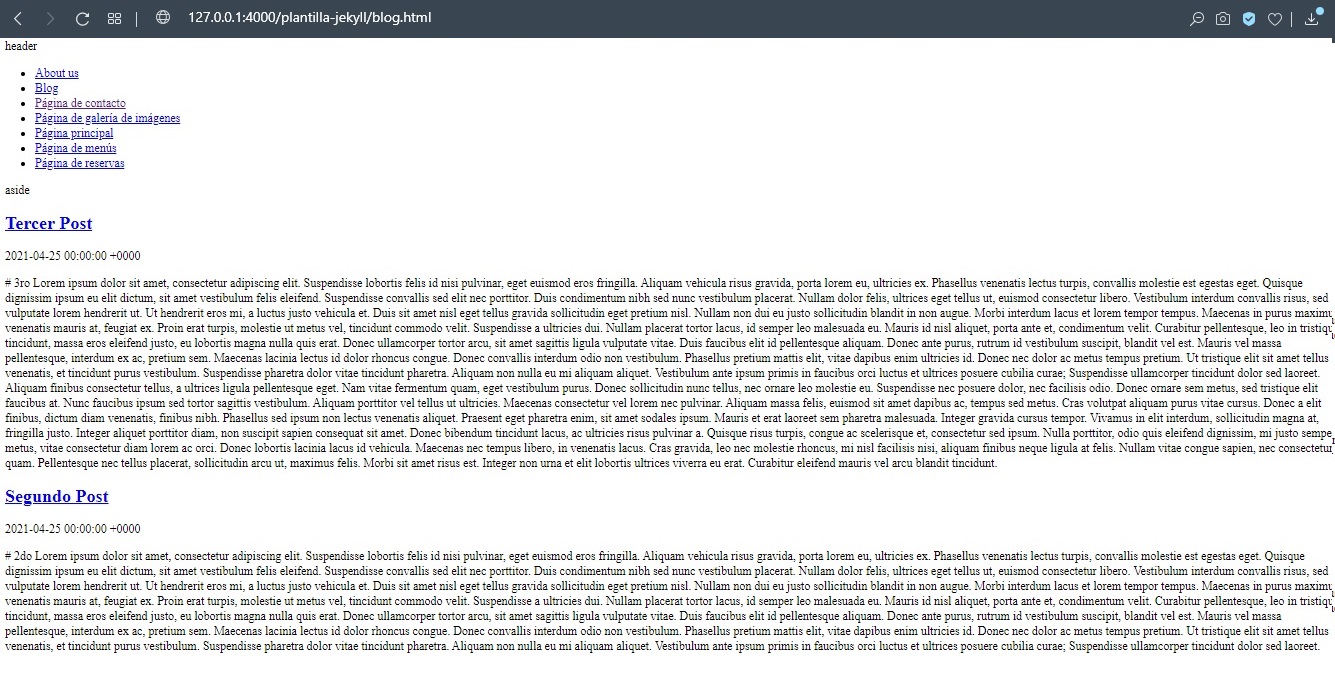 127.0.0.1:4000/plantilla-jekyll/blog.html
header
About us
Blog
Página de contacto
Página de galería de imágenes
Página principal
Página de menús
Página de reservas
aside
Tercer Post
2021-04-25 00:00:00 +0000
# 3ro Lorem ipsum dolor sit amet, consectetur adipiscing elit. Suspendisse lobortis felis id nisi pulvinar, eget euismod eros fringilla. Aliquam vehicula risus gravida, porta lorem eu, ultricies ex. Phasellus venenatis lectus turpis, convallis molestie est egestas eget. Quisque
dignissim ipsum eu elit dictum, sit amet vestibulum felis eleifend. Suspendisse convallis sed elit nec porttitor. Duis condimentum nibh sed nunc vestibulum placerat. Nullam dolor felis, ultrices eget tellus ut, euismod consectetur libero. Vestibulum interdum convallis risus, sed
vulputate lorem hendrerit ut. Ut hendrerit eros mi, a luctus justo vehicula et. Duis sit amet nisl eget tellus gravida sollicitudin eget pretium nisl. Nullam non dui eu justo sollicitudin blandit in non augue. Morbi interdum lacus et lorem tempor tempus. Maecenas in purus maximu
venenatis mauris at, feugiat ex. Proin erat turpis, molestie ut metus vel, tincidunt commodo velit. Suspendisse a ultricies dui. Nullam placerat tortor lacus, id semper leo malesuada eu. Mauris id nisl aliquet, porta ante et, condimentum velit. Curabitur pellentesque, leo in tristiqu
tincidunt, massa eros eleifend justo, eu lobortis magna nulla quis erat. Donec ullamcorper tortor arcu, sit amet sagittis ligula vulputate vitae. Duis faucibus elit id pellentesque aliquam. Donec ante purus, rutrum id vestibulum suscipit, blandit vel est. Mauris vel massa
pellentesque, interdum ex ac, pretium sem. Maecenas lacinia lectus id dolor rhoncus congue. Donec convallis interdum odio non vestibulum. Phasellus pretium mattis elit, vitae dapibus enim ultricies id. Donec nec dolor ac metus tempus pretium. Ut tristique elit sit amet tellus
venenatis, et tincidunt purus vestibulum. Suspendisse pharetra dolor vitae tincidunt pharetra. Aliquam non nulla eu mi aliquam aliquet. Vestibulum ante ipsum primis in faucibus orci luctus et ultrices posuere cubilia curae; Suspendisse ullamcorper tincidunt dolor sed laoreet.
Aliquam finibus consectetur tellus, a ultrices ligula pellentesque eget. Nam vitae fermentum quam, eget vestibulum purus. Donec sollicitudin nunc tellus, nec ornare leo molestie eu. Suspendisse nec posuere dolor, nec facilisis odio. Donec ornare sem metus, sed tristique elit
faucibus at. Nunc faucibus ipsum sed tortor sagittis vestibulum. Aliquam porttitor vel tellus ut ultricies. Maecenas consectetur vel lorem nec pulvinar. Aliquam massa felis, euismod sit amet dapibus ac, tempus sed metus. Cras volutpat aliquam purus vitae cursus. Donec a elit
finibus, dictum diam venenatis, finibus nibh. Phasellus sed ipsum non lectus venenatis aliquet. Praesent eget pharetra enim, sit amet sodales ipsum. Mauris et erat laoreet sem pharetra malesuada. Integer gravida cursus tempor. Vivamus in elit interdum, sollicitudin magna at,
fringilla justo. Integer aliquet porttitor diam, non suscipit sapien consequat sit amet. Donec bibendum tincidunt lacus, ac ultricies risus pulvinar a. Quisque risus turpis, congue ac scelerisque et, consectetur sed ipsum. Nulla porttitor, odio quis eleifend dignissim, mi justo sempe
metus, vitae consectetur diam lorem ac orci. Donec lobortis lacinia lacus id vehicula. Maecenas nec tempus libero, in venenatis lacus. Cras gravida, leo nec molestie rhoncus, mi nisl facilisis nisi, aliquam finibus neque ligula at felis. Nullam vitae congue sapien, nec consectetu
quam. Pellentesque nec tellus placerat, sollicitudin arcu ut, maximus felis. Morbi sit amet risus est. Integer non urna et elit lobortis ultrices viverra eu erat. Curabitur eleifend mauris vel arcu blandit tincidunt.
Segundo Post
2021-04-25 00:00:00 +0000
# 2do Lorem ipsum dolor sit amet, consectetur adipiscing elit. Suspendisse lobortis felis id nisi pulvinar, eget euismod eros fringilla. Aliquam vehicula risus gravida, porta lorem eu, ultricies ex. Phasellus venenatis lectus turpis, convallis molestie est egestas eget. Quisque
dignissim ipsum eu elit dictum, sit amet vestibulum felis eleifend. Suspendisse convallis sed elit nec porttitor. Duis condimentum nibh sed nunc vestibulum placerat. Nullam dolor felis, ultrices eget tellus ut, euismod consectetur libero. Vestibulum interdum convallis risus, sed
vulputate lorem hendrerit ut. Ut hendrerit eros mi, a luctus justo vehicula et. Duis sit amet nisl eget tellus gravida sollicitudin eget pretium nisl. Nullam non dui eu justo sollicitudin blandit in non augue. Morbi interdum lacus et lorem tempor tempus. Maecenas in purus maximu
venenatis mauris at, feugiat ex. Proin erat turpis, molestie ut metus vel, tincidunt commodo velit. Suspendisse a ultricies dui. Nullam placerat tortor lacus, id semper leo malesuada eu. Mauris id nisl aliquet, porta ante et, condimentum velit. Curabitur pellentesque, leo in tristiqu
tincidunt, massa eros eleifend justo, eu lobortis magna nulla quis erat. Donec ullamcorper tortor arcu, sit amet sagittis ligula vulputate vitae. Duis faucibus elit id pellentesque aliquam. Donec ante purus, rutrum id vestibulum suscipit, blandit vel est. Mauris vel massa
pellentesque, interdum ex ac, pretium sem. Maecenas lacinia lectus id dolor rhoncus congue. Donec convallis interdum odio non vestibulum. Phasellus pretium mattis elit, vitae dapibus enim ultricies id. Donec nec dolor ac metus tempus pretium. Ut tristique elit sit amet tellus
venenatis, et tincidunt purus vestibulum. Suspendisse pharetra dolor vitae tincidunt pharetra. Aliquam non nulla eu mi aliquam aliquet. Vestibulum ante ipsum primis in faucibus orci luctus et ultrices posuere cubilia curae; Suspendisse ullamcorper tincidunt dolor sed laoreet.